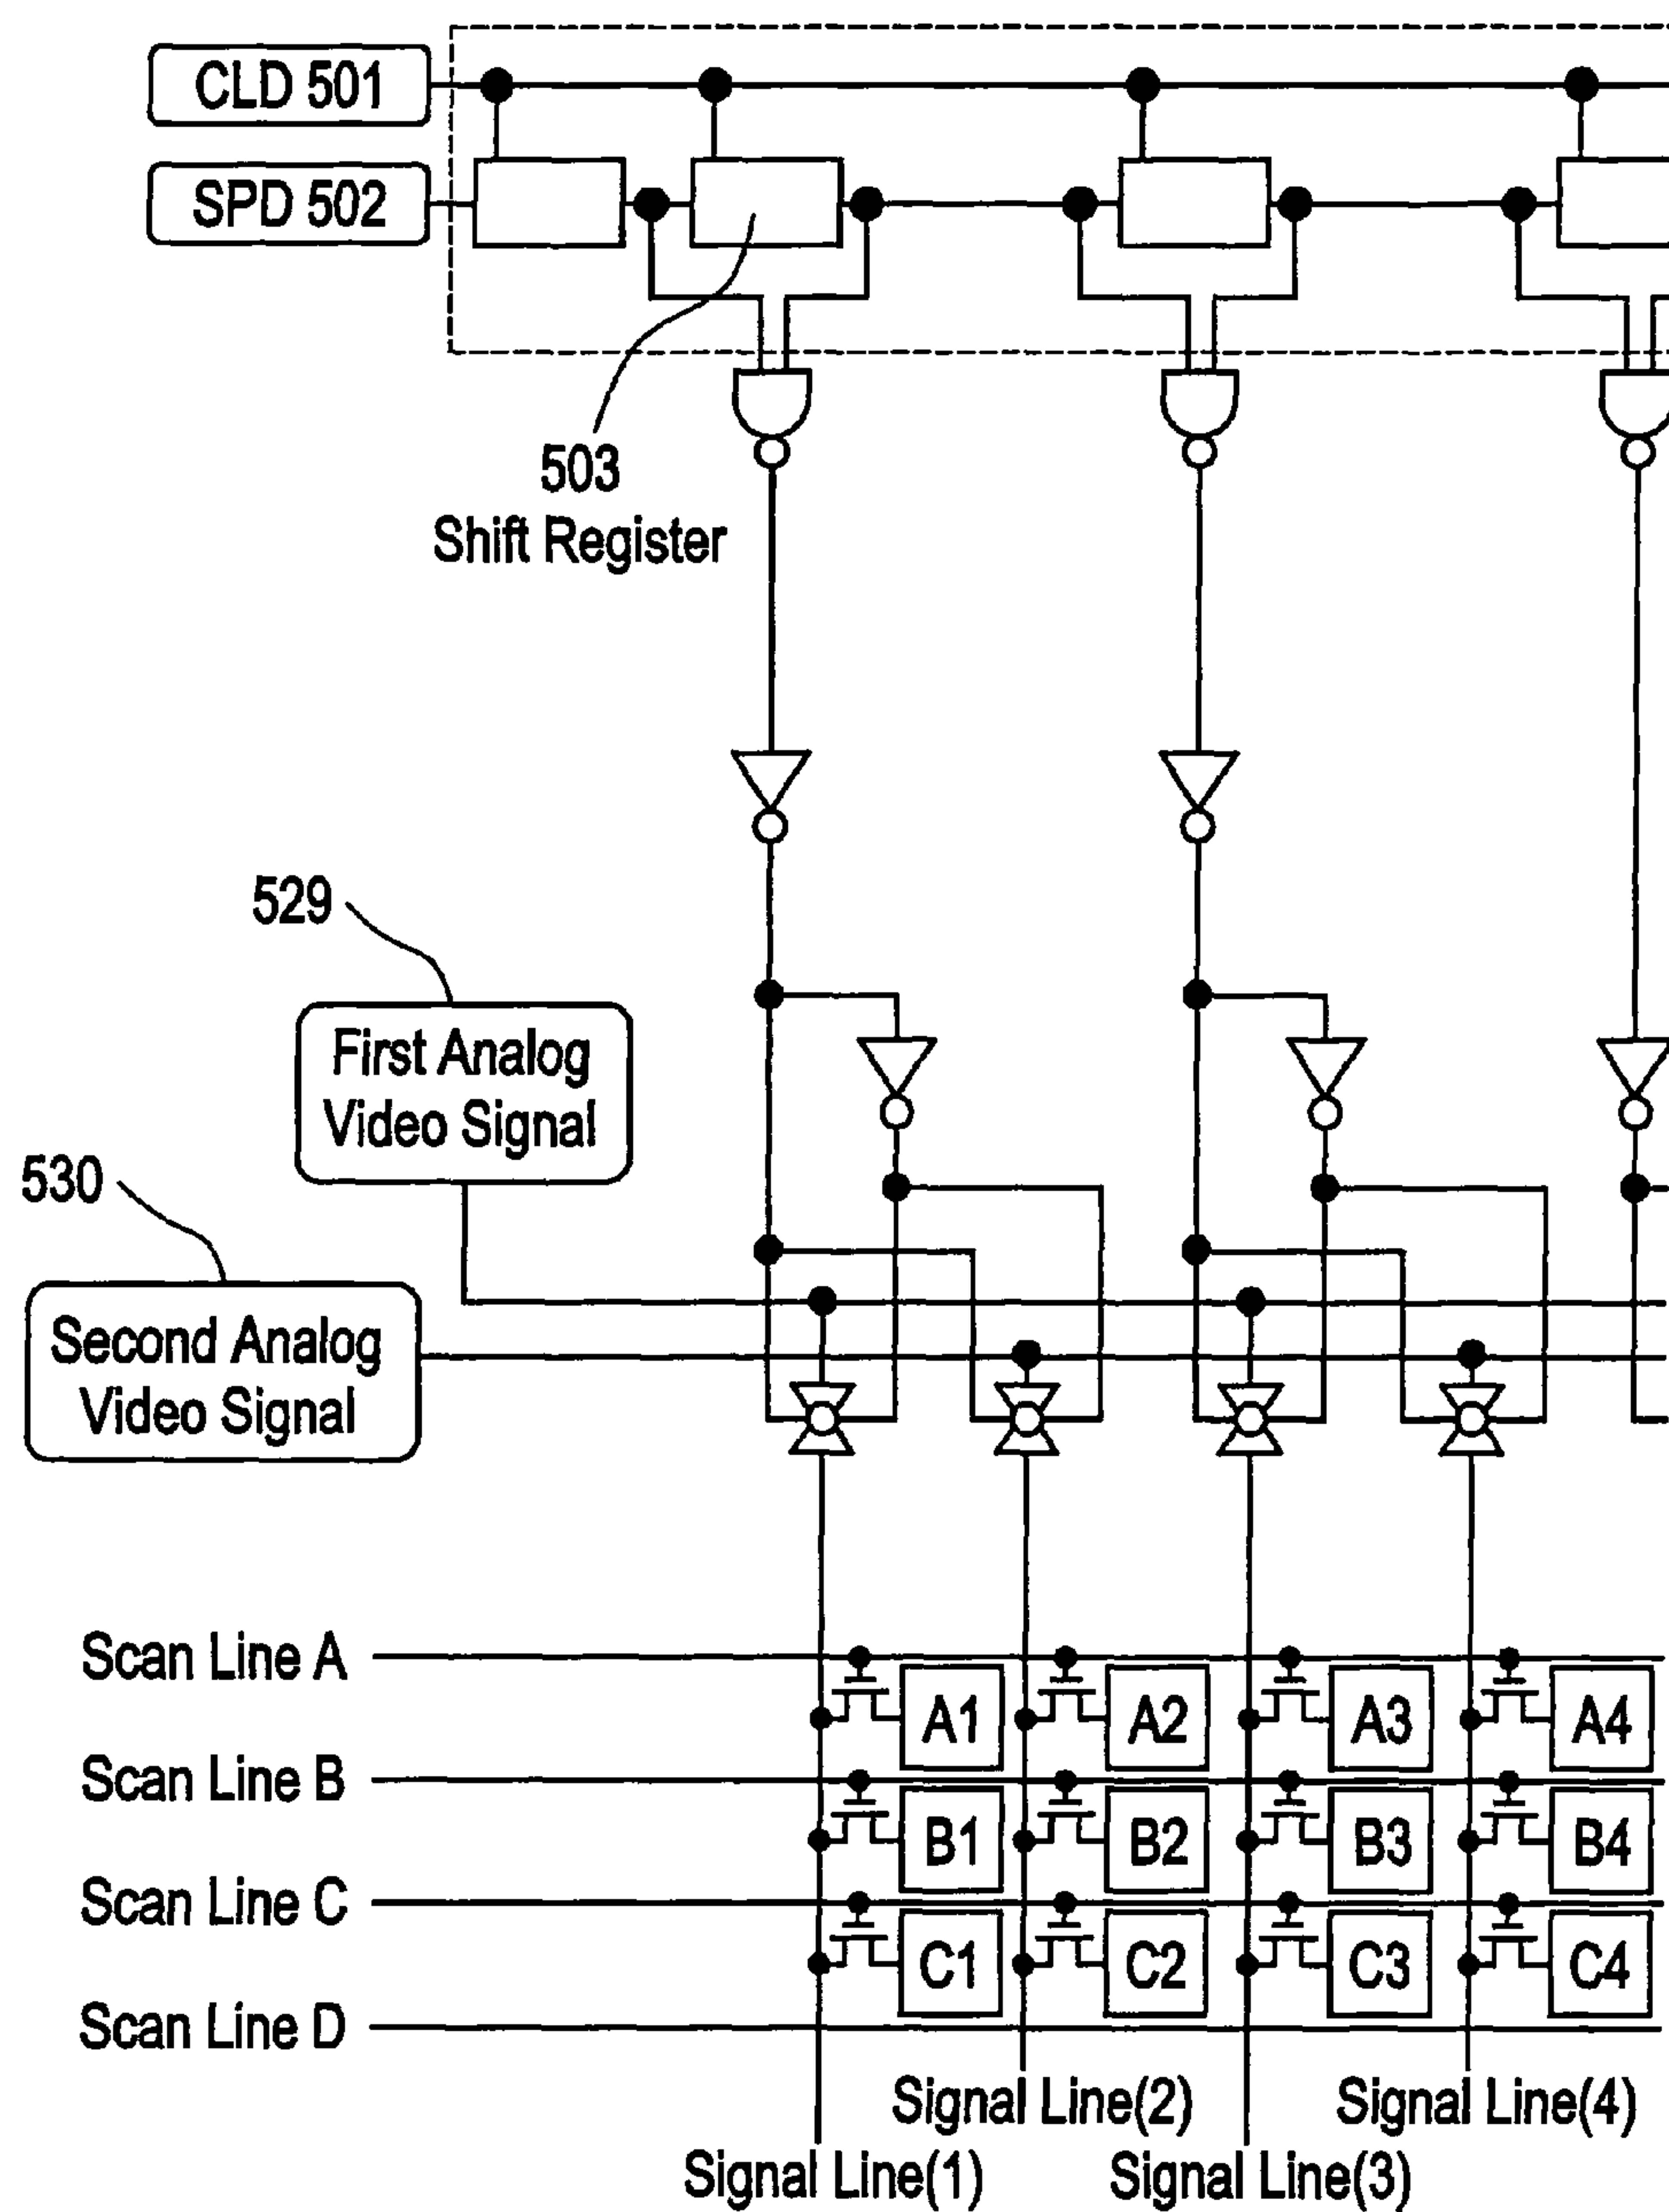 CLD 501
SPD 502
503
Shift Register
529
First Analog
Video Signal
530
Second Analog
Video Signal
Scan Line A
A1 A2 A3 A4
Scan Line B
B1 B2 B3 B4
Scan Line C
C1 C2 C3 C4
Scan Line D
Signal Line(2) Signal Line(4)
Signal Line(1) Signal Line(3)